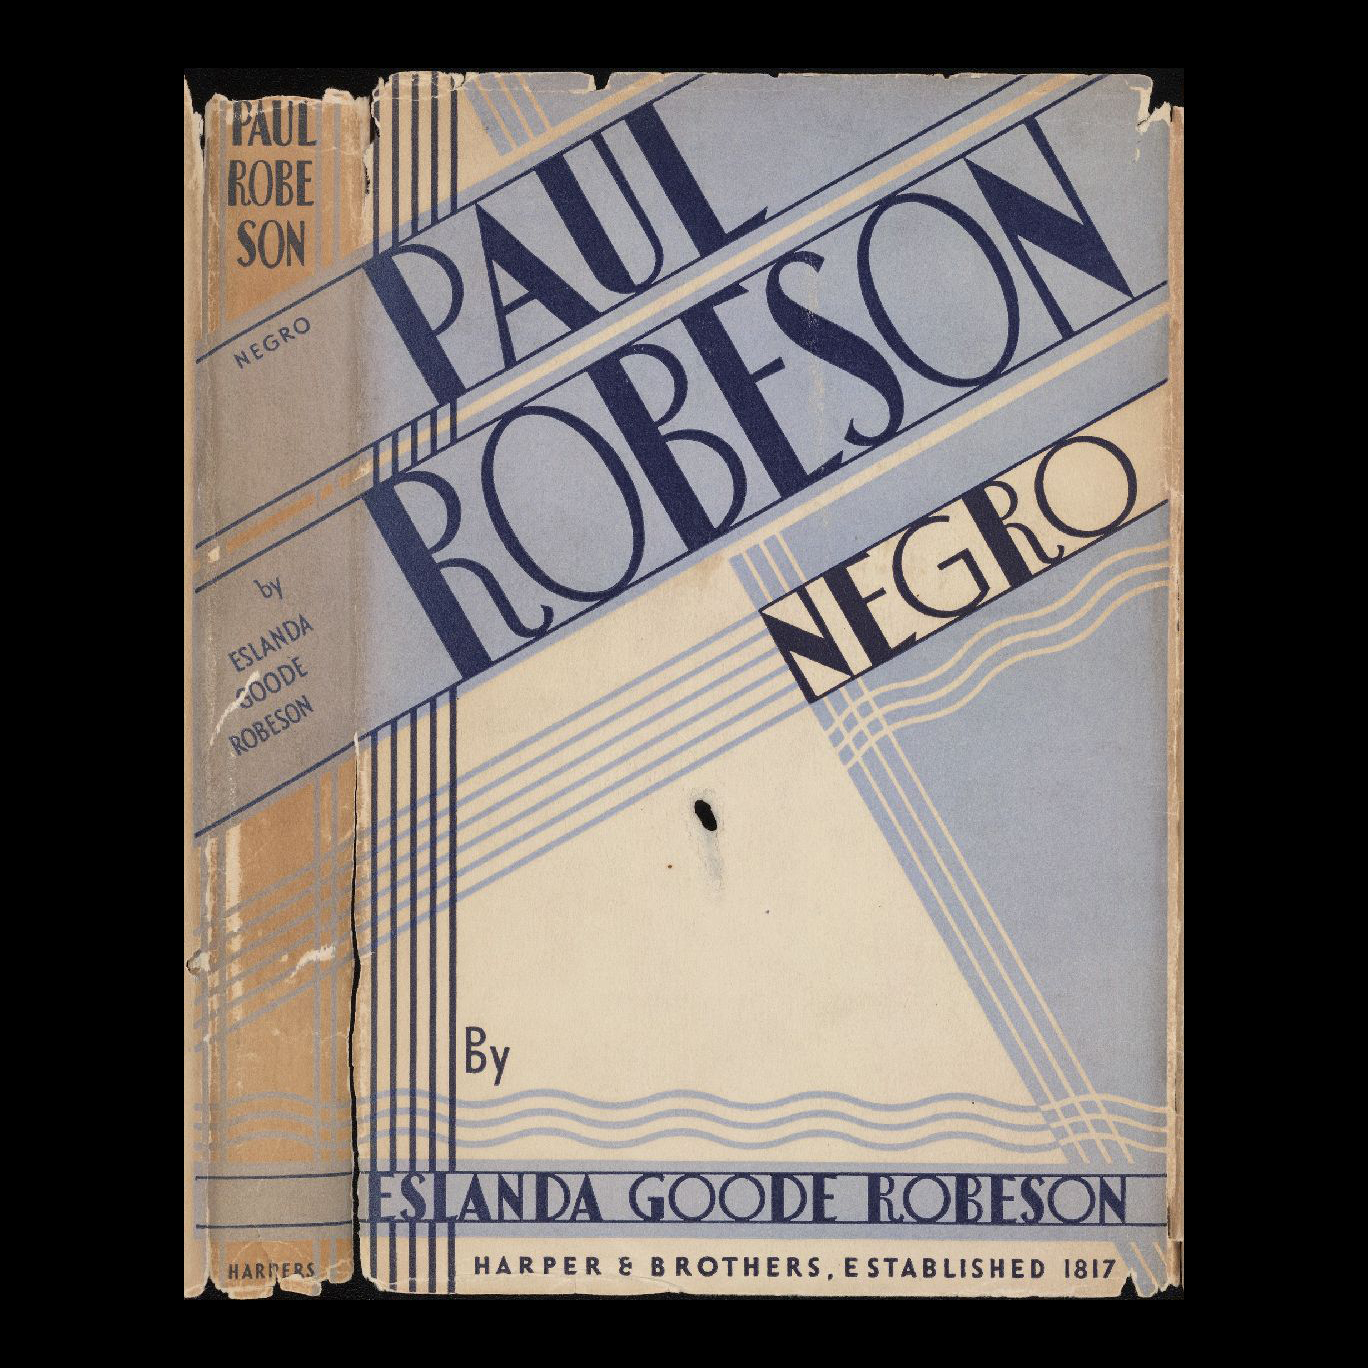 PAUL
ROBE
SON
NEGRO
by
ESLANDA
GOODE
ROBESON
HARPERS
PAUL
ROBESON
NEGRO
By
ESLANDA GOODE ROBESON
HARPER & BROTHERS, ESTABLISHED 1817